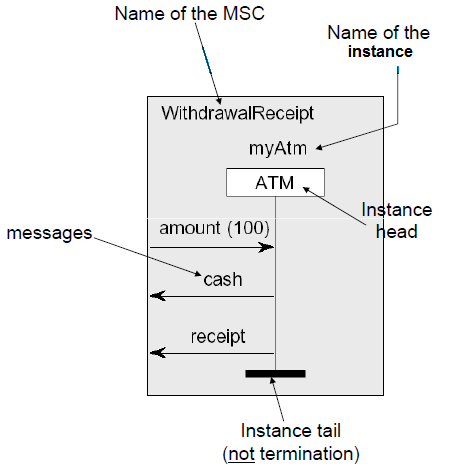 Name of the MSC
Name of the
instance
WithdrawalReceipt
myAtm
ATM
Instance
head
amount (100)
messages
cash
receipt
Instance tail
(not termination)